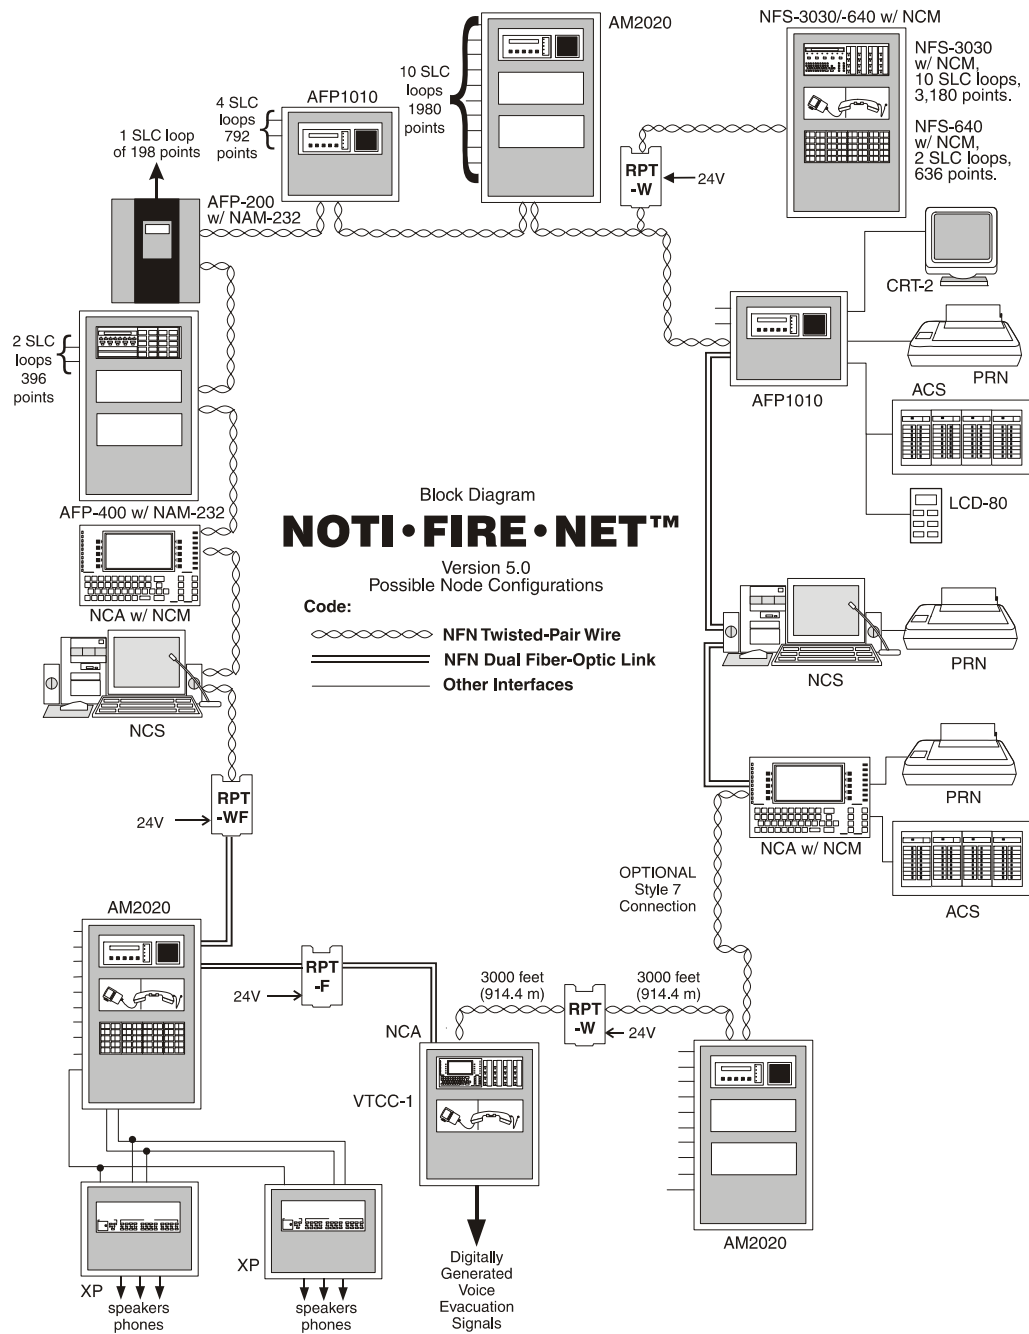 AM2020
NFS-3030/-640 w/ NCM
NFS-3030
w/ NCM,
10 SLC loops,
3,180 points.
NFS-640
w/ NCM,
2 SLC loops,
636 points.
10 SLC
loops
1980
points
AFP1010
4 SLC
loops
792
points
1 SLC loop
of 198 points
RPT
-W
24V
AFP-200
w/ NAM-232
CRT-2
2 SLC
loops
396
points
PRN
AFP1010
ACS
LCD-80
AFP-400 w/ NAM-232
Block Diagram
NOTI•FIRE•NET™
Version 5.0
Possible Node Configurations
Code:
NFN Twisted-Pair Wire
NFN Dual Fiber-Optic Link
Other Interfaces
NCA w/ NCM
NCS
NCS
PRN
RPT
-WF
24V
PRN
NCA w/ NCM
OPTIONAL
Style 7
Connection
ACS
AM2020
RPT
-F
24V
3000 feet
(914.4 m)
3000 feet
(914.4 m)
RPT
-W
24V
NCA
VTCC-1
AM2020
XP
XP
speakers
phones
speakers
phones
Digitally
Generated
Voice
Evacuation
Signals